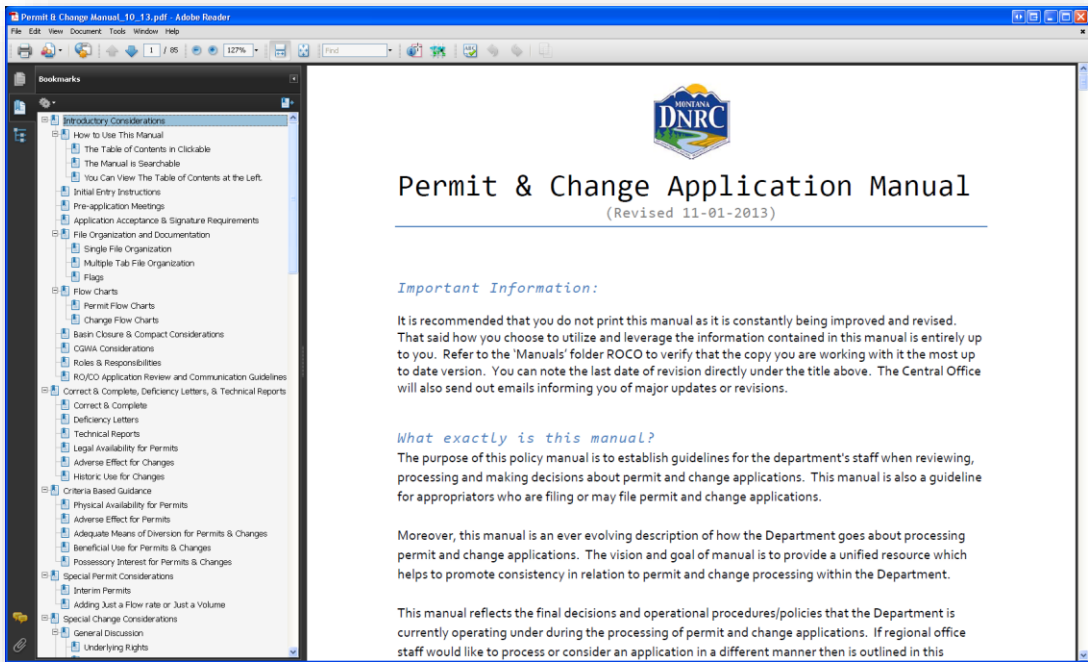 Permit & Change Manual_10_13.pdf - Adobe Reader
File Edit View Document Tools Window Help
1 / 85 127% Find
Bookmarks
Introductory Considerations
How to Use This Manual
The Table of Contents in Clickable
The Manual is Searchable
You Can View The Table of Contents at the Left.
Initial Entry Instructions
Pre-application Meetings
Application Acceptance & Signature Requirements
File Organization and Documentation
Single File Organization
Multiple Tab File Organization
Flags
Flow Charts
Permit Flow Charts
Change Flow Charts
Basin Closure & Compact Considerations
CGWA Considerations
Roles & Responsibilities
RO/CO Application Review and Communication Guidelines
Correct & Complete, Deficiency Letters, & Technical Reports
Correct & Complete
Deficiency Letters
Technical Reports
Legal Availability for Permits
Adverse Effect for Changes
Historic Use for Changes
Criteria Based Guidance
Physical Availability for Permits
Adverse Effect for Permits
Adequate Means of Diversion for Permits & Changes
Beneficial Use for Permits & Changes
Possessory Interest for Permits & Changes
Special Permit Considerations
Interim Permits
Adding Just a Flow rate or Just a Volume
Special Change Considerations
General Discussion
Underlying Rights
MONTANA
DNRC
Permit & Change Application Manual
(Revised 11-01-2013)
Important Information:
It is recommended that you do not print this manual as it is constantly being improved and revised.
That said how you choose to utilize and leverage the information contained in this manual is entirely up
to you. Refer to the 'Manuals' folder ROCO to verify that the copy you are working with it the most up
to date version. You can note the last date of revision directly under the title above. The Central Office
will also send out emails informing you of major updates or revisions.
What exactly is this manual?
The purpose of this policy manual is to establish guidelines for the department's staff when reviewing,
processing and making decisions about permit and change applications. This manual is also a guideline
for appropriators who are filing or may file permit and change applications.
Moreover, this manual is an ever evolving description of how the Department goes about processing
permit and change applications. The vision and goal of manual is to provide a unified resource which
helps to promote consistency in relation to permit and change processing within the Department.
This manual reflects the final decisions and operational procedures/policies that the Department is
currently operating under during the processing of permit and change applications. If regional office
staff would like to process or consider an application in a different manner then is outlined in this